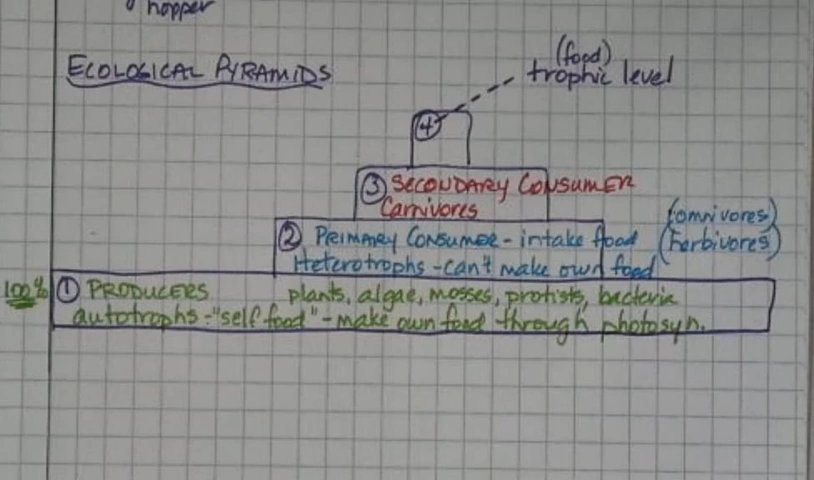 hopper
ECOLOGICAL PYRAMIDS
(food)
trophic level
4
3 SECONDARY CONSUMER
Carnivores
2 PRIMARY CONSUMER - intake food (omnivores)
Heterotrophs - can't make own food (herbivores)
100% 1 PRODUCERS plants, algae, mosses, protists, bacteria
autotrophs - "self food" - make own food through photosyn.